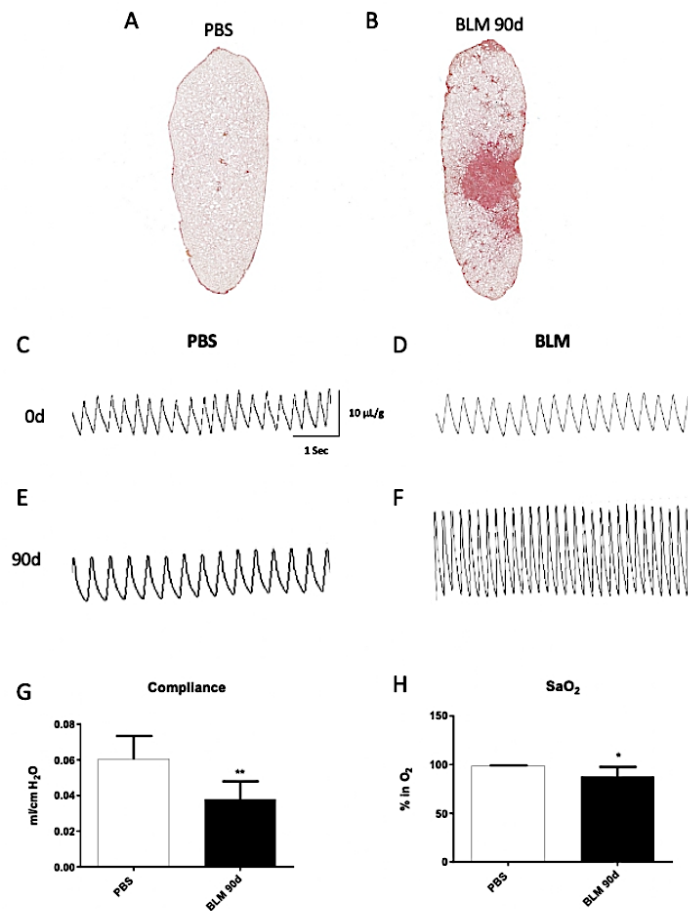 A
PBS
B
BLM 90d
C
PBS
D
BLM
0d
10 µL/g
1 Sec
E
F
90d
G
Compliance
0.08
0.06
0.04
0.02
0.00
ml/cm H₂O
**
PBS
BLM 90d
H
SaO₂
150
100
50
0
% in O₂
*
PBS
BLM 90d